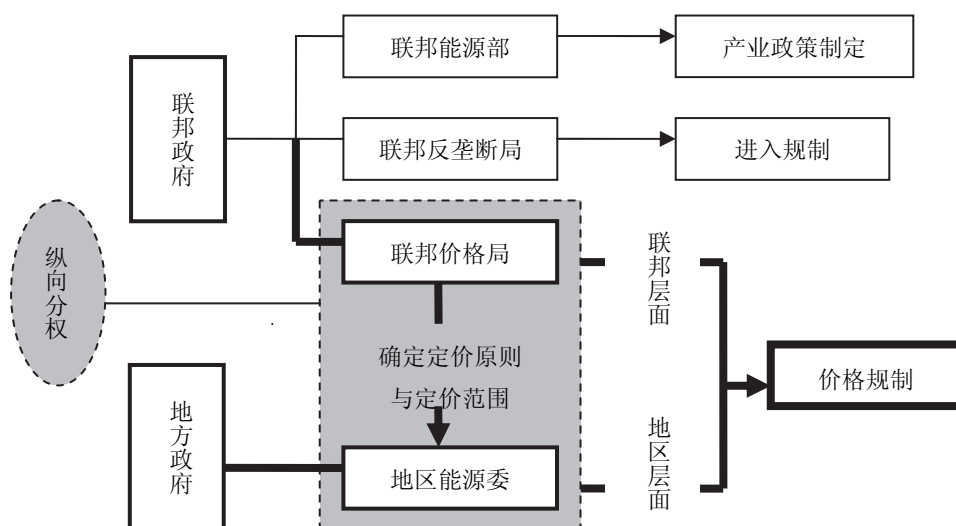 联邦能源部
产业政策制定
联邦政府
联邦反垄断局
进入规制
纵向分权
联邦价格局
联邦层面
确定定价原则
与定价范围
价格规制
地方政府
地区能源委
地区层面